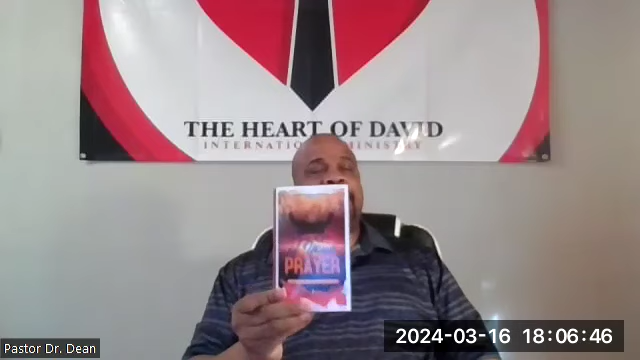 THE HEART OF DAVID
INTERNATIONAL MINISTRY
PRAYER
Pastor Dr. Dean
2024-03-16 18:06:46